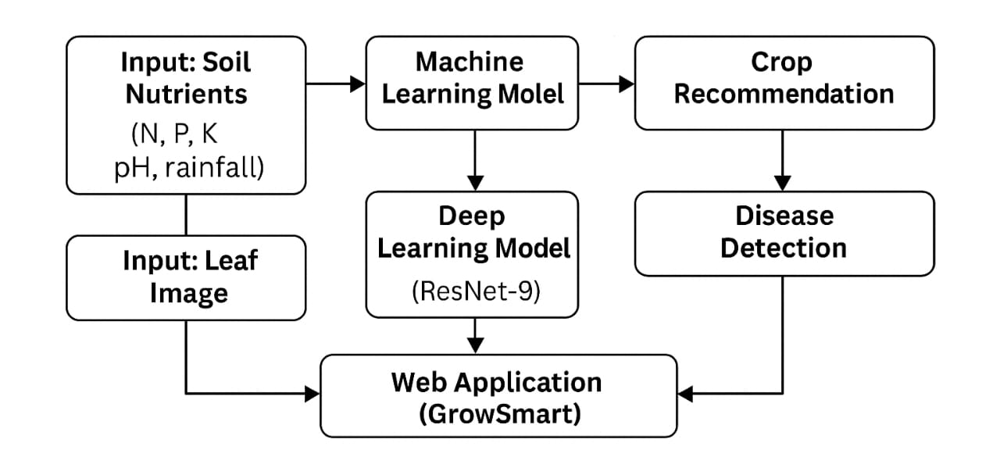 Input: Soil
Nutrients
(N, P, K
pH, rainfall)
Machine
Learning Molel
Crop
Recommendation
Input: Leaf
Image
Deep
Learning Model
(ResNet-9)
Disease
Detection
Web Application
(GrowSmart)